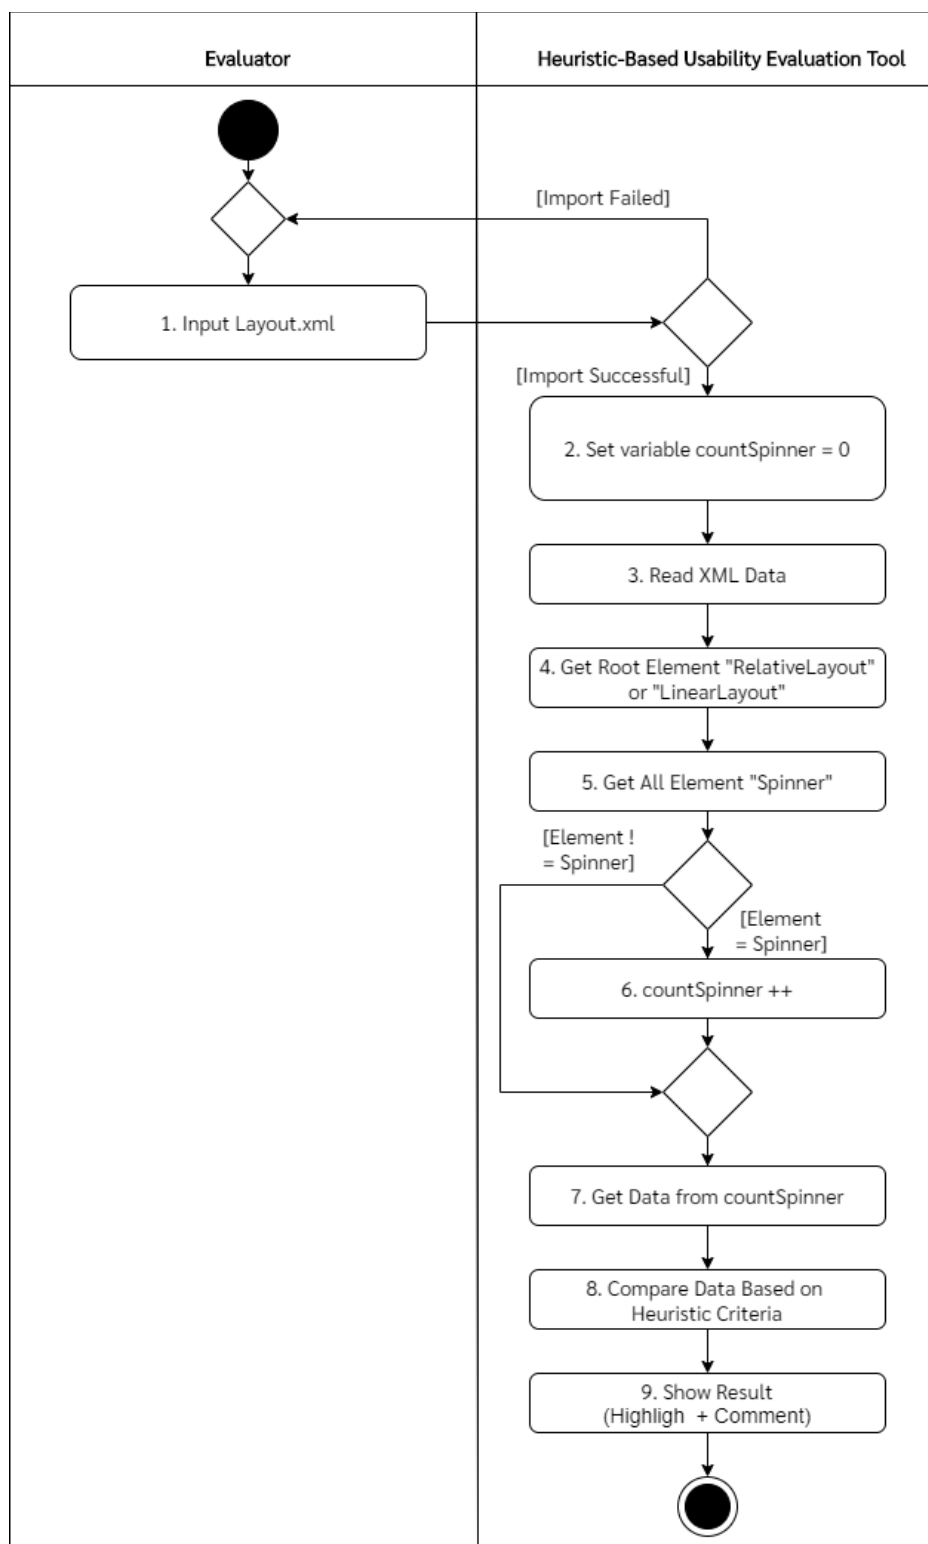 Evaluator
Heuristic-Based Usability Evaluation Tool
[Import Failed]
1. Input Layout.xml
[Import Successful]
2. Set variable countSpinner = 0
3. Read XML Data
4. Get Root Element "RelativeLayout"
or "LinearLayout"
5. Get All Element "Spinner"
[Element !
= Spinner]
[Element
= Spinner]
6. countSpinner ++
7. Get Data from countSpinner
8. Compare Data Based on
Heuristic Criteria
9. Show Result
(Highligh + Comment)